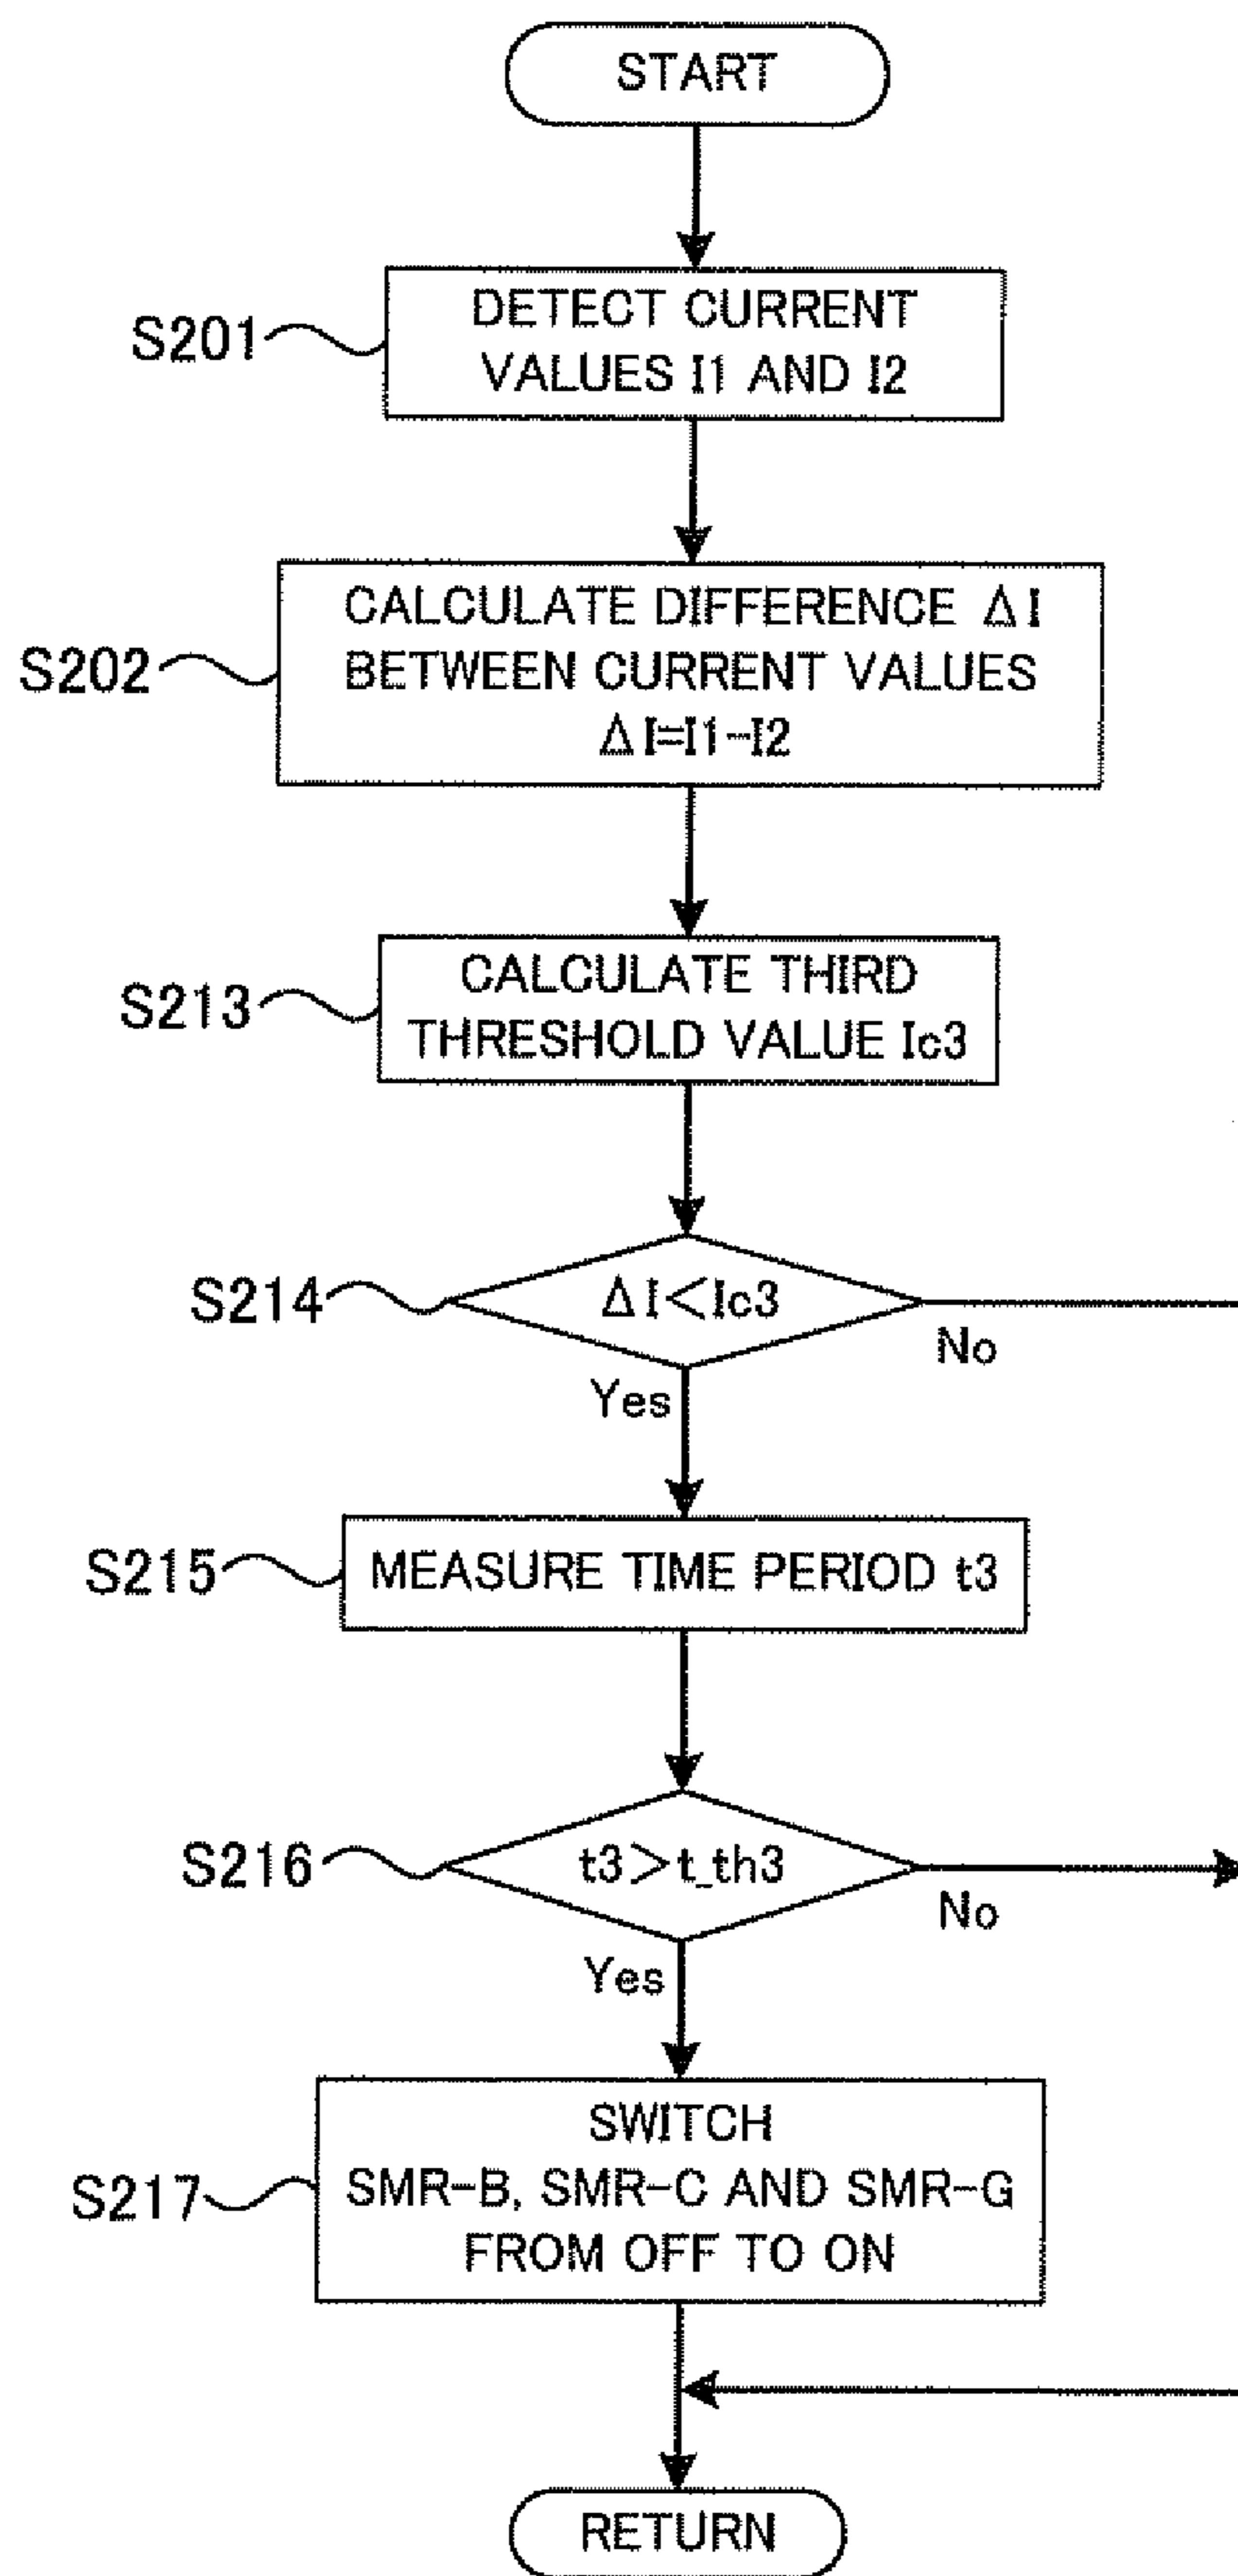 START
S201
DETECT CURRENT
VALUES I1 AND I2
S202
CALCULATE DIFFERENCE ΔI
BETWEEN CURRENT VALUES
ΔI=I1-I2
S213
CALCULATE THIRD
THRESHOLD VALUE Ic3
S214
ΔI<Ic3
No
Yes
S215
MEASURE TIME PERIOD t3
S216
t3>t_th3
No
Yes
S217
SWITCH
SMR-B, SMR-C AND SMR-G
FROM OFF TO ON
RETURN